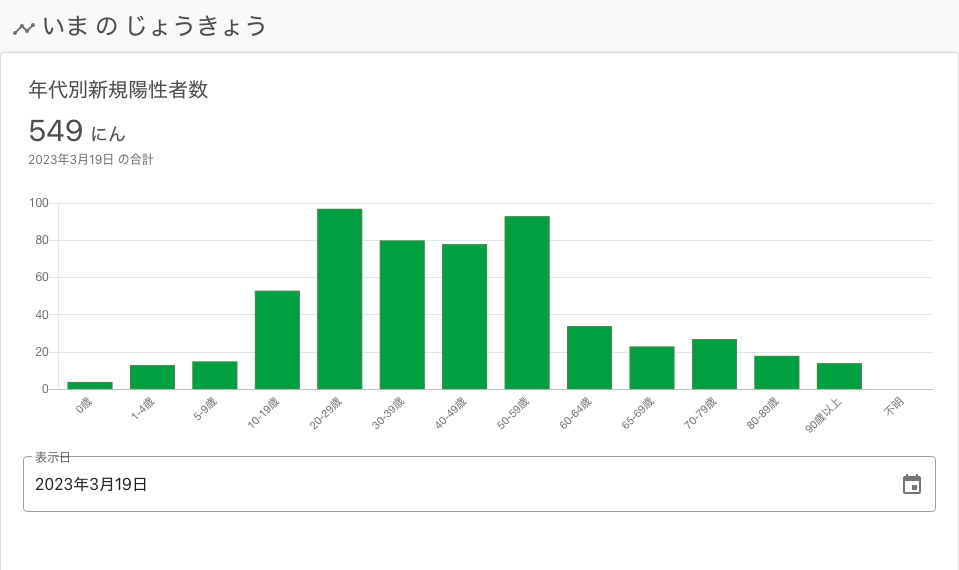 いま の じょうきょう
年代別新規陽性者数
549 にん
2023年3月19日 の合計
100
80
60
40
20
0
0歳
1-4歳
5-9歳
10-19歳
20-29歳
30-39歳
40-49歳
50-59歳
60-64歳
65-69歳
70-79歳
80-89歳
90歳以上
不明
表示日
2023年3月19日